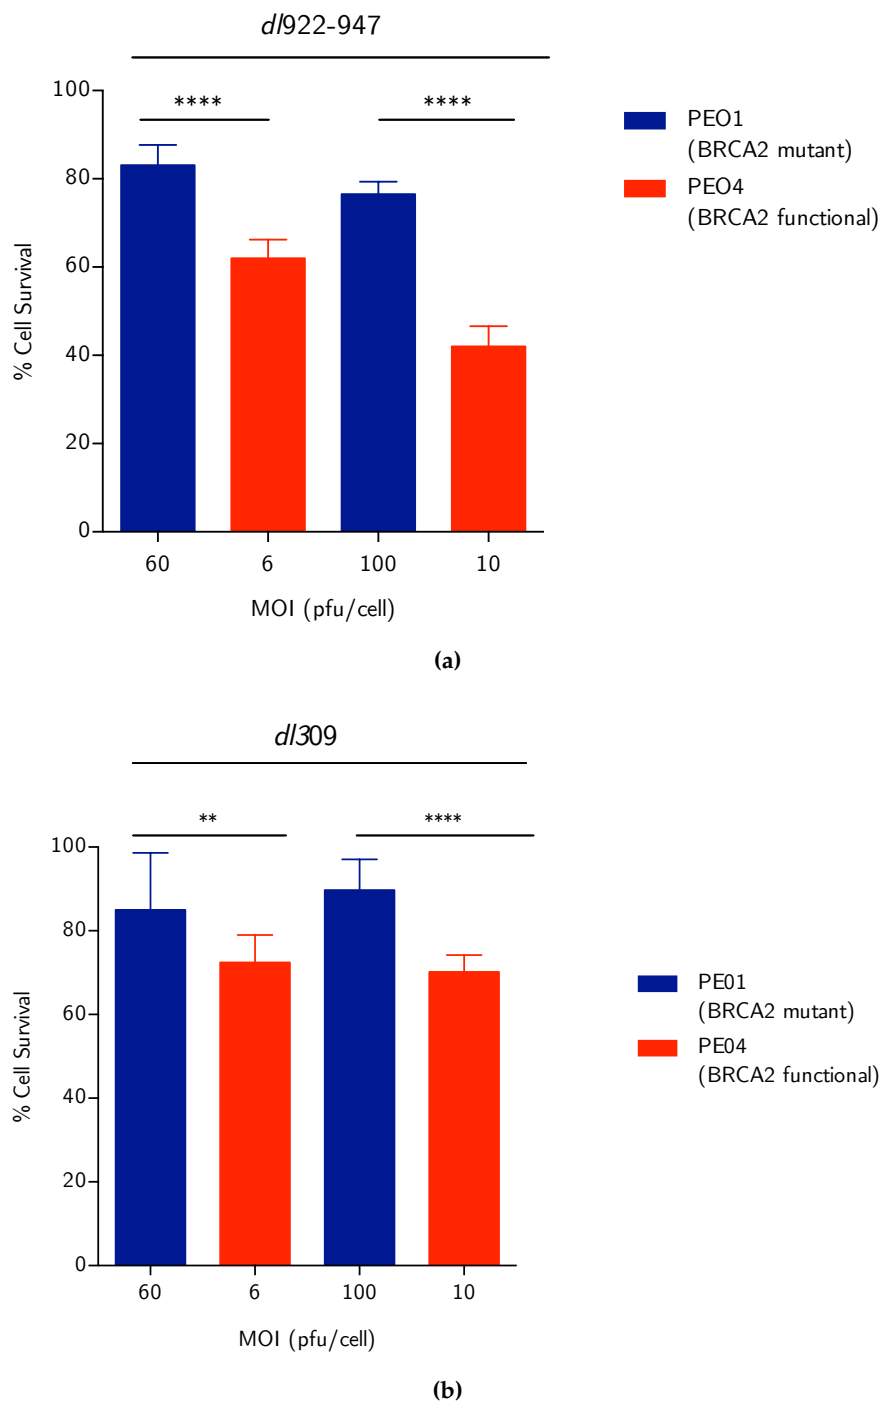 dl922-947
100
80
60
40
20
0
% Cell Survival
****
****
60
6
100
10
MOI (pfu/cell)
PEO1
(BRCA2 mutant)
PEO4
(BRCA2 functional)
(a)
dl309
100
80
60
40
20
0
% Cell Survival
**
****
60
6
100
10
MOI (pfu/cell)
PE01
(BRCA2 mutant)
PE04
(BRCA2 functional)
(b)